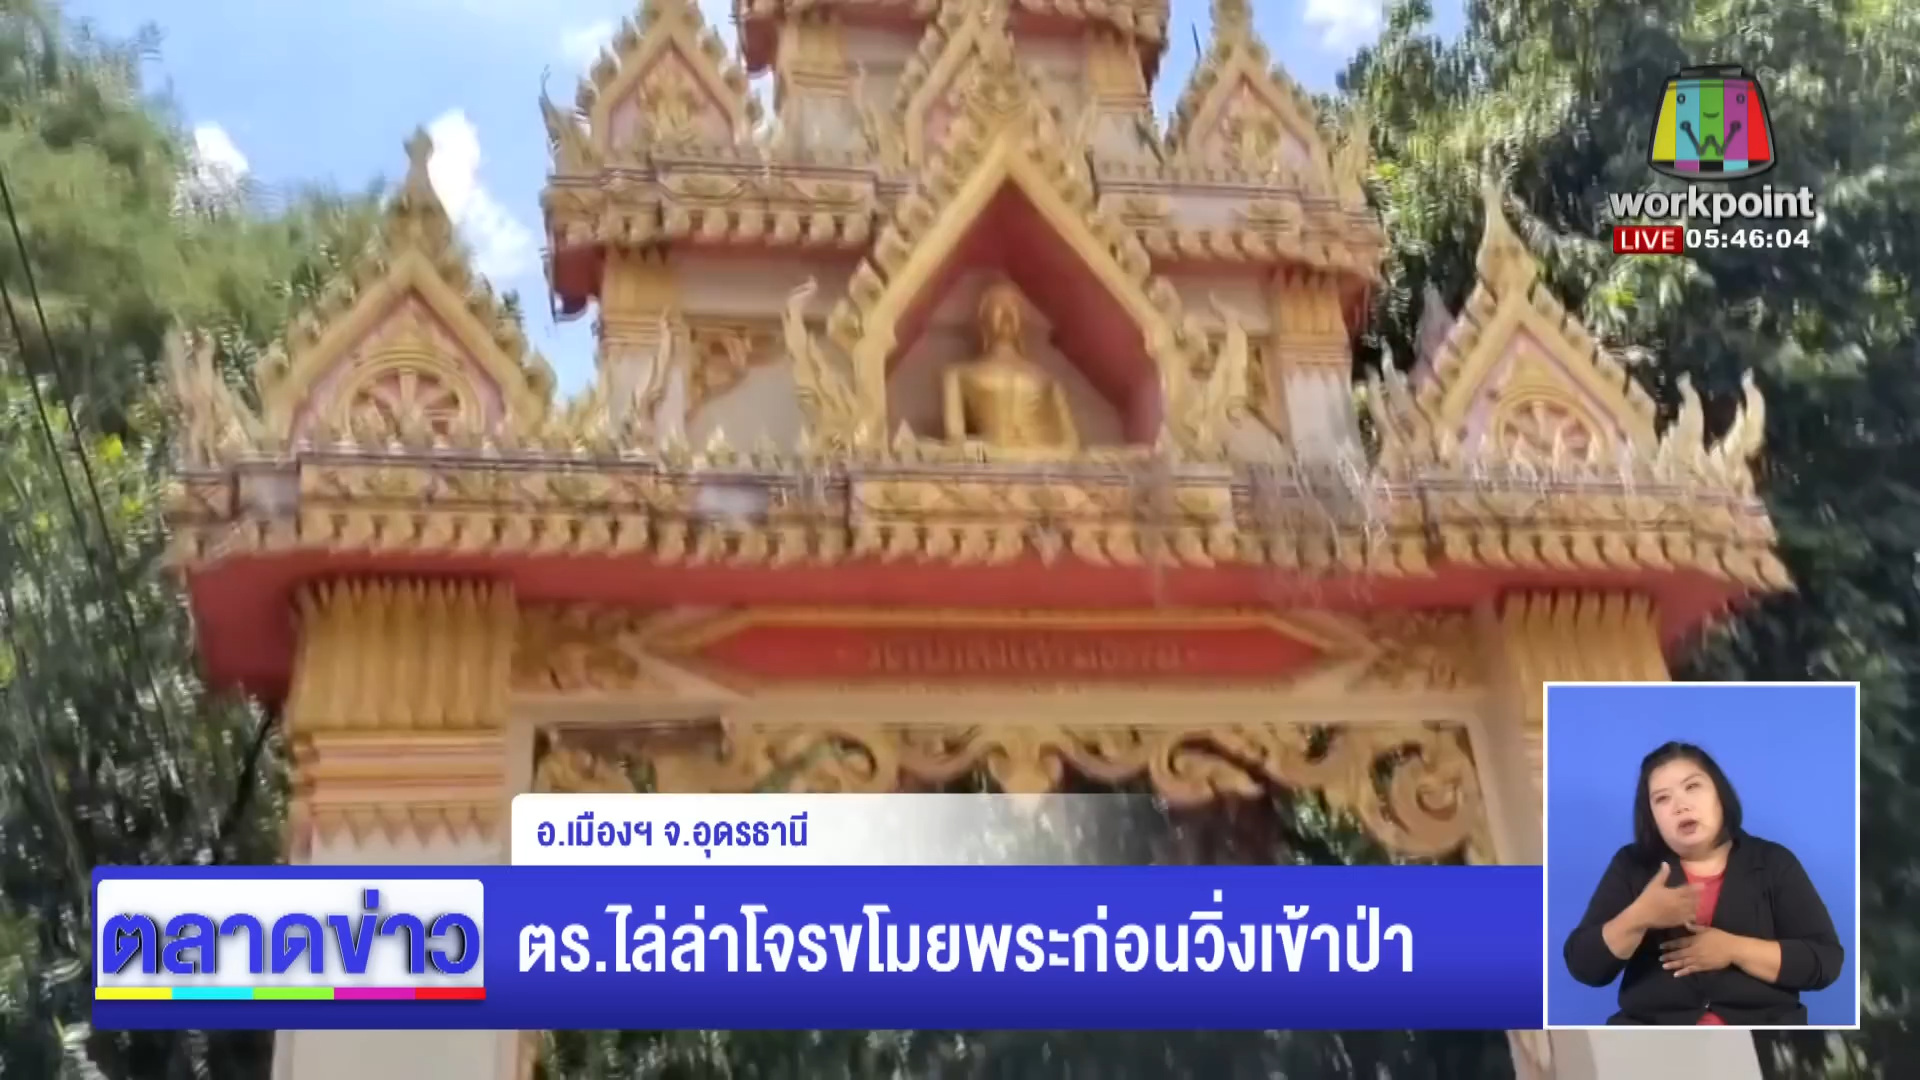 workpoint
LIVE 05:46:04
อ.เมืองฯ จ.อุดรธานี
ตลาดข่าว
ตร.ไล่ล่าโจรขโมยพระก่อนวิ่งเข้าป่า